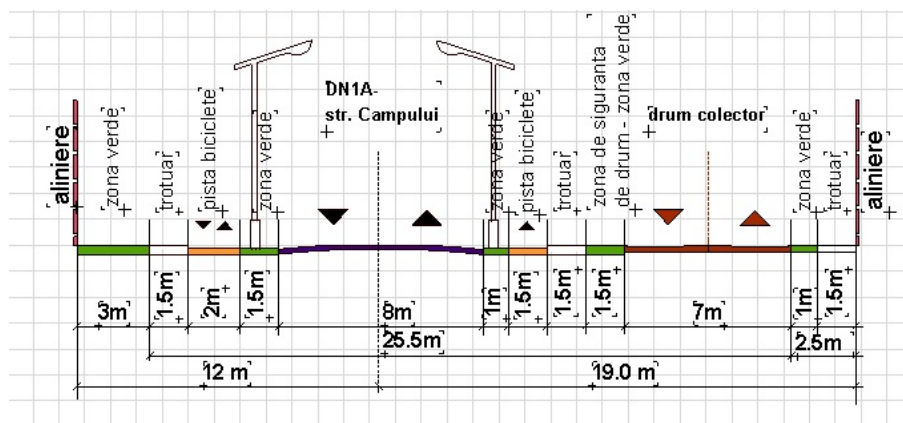 aliniere
zona verde
trotuar
pista biciclete
zona verde
DN1A-
str. Campului
zona verde
pista biciclete
trotuar
zona de siguranta
de drum - zona verde
drum colector
zona verde
trotuar
aliniere
3m
1.5m
2m
1.5m
8m
1m
1.5m
1.5m
1.5m
7m
1m
1.5m
25.5m
2.5m
12 m
19.0 m